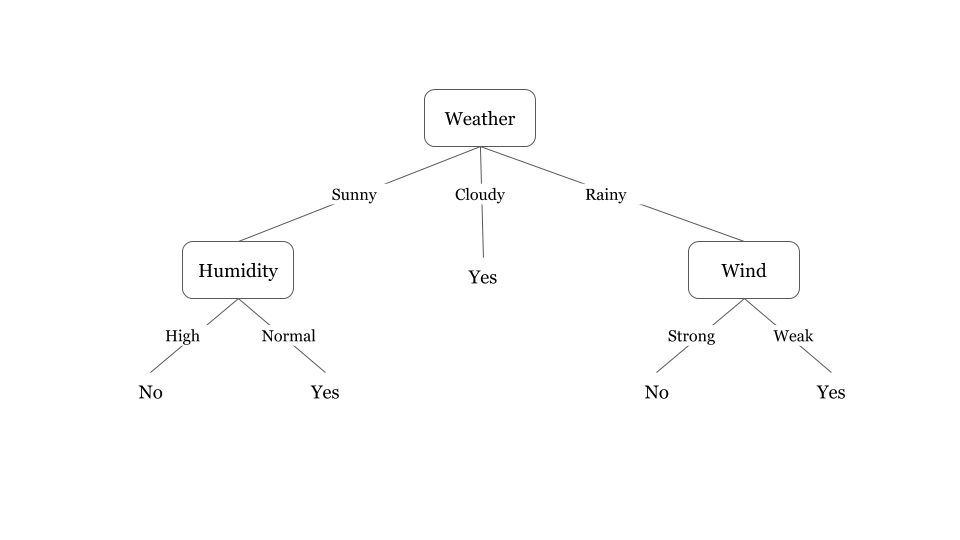 Weather
Sunny
Cloudy
Rainy
Humidity
Yes
Wind
High
Normal
Strong
Weak
No
Yes
No
Yes